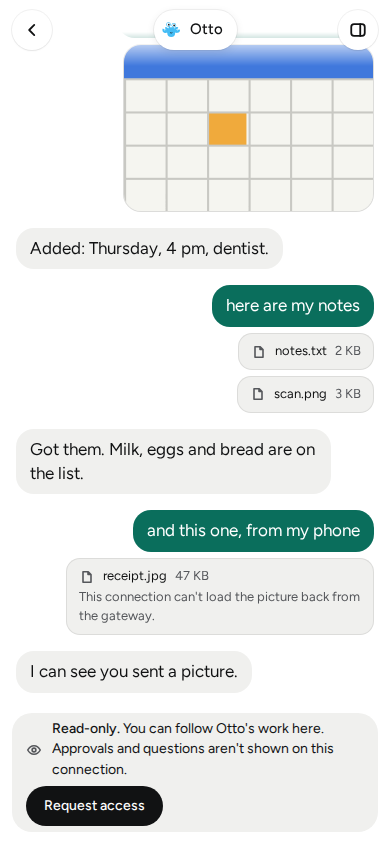 Otto
Added: Thursday, 4 pm, dentist.
here are my notes
notes.txt 2 KB
scan.png 3 KB
Got them. Milk, eggs and bread are on
the list.
and this one, from my phone
receipt.jpg 47 KB
This connection can't load the picture back from
the gateway.
I can see you sent a picture.
Read-only. You can follow Otto's work here.
Approvals and questions aren't shown on this
connection.
Request access